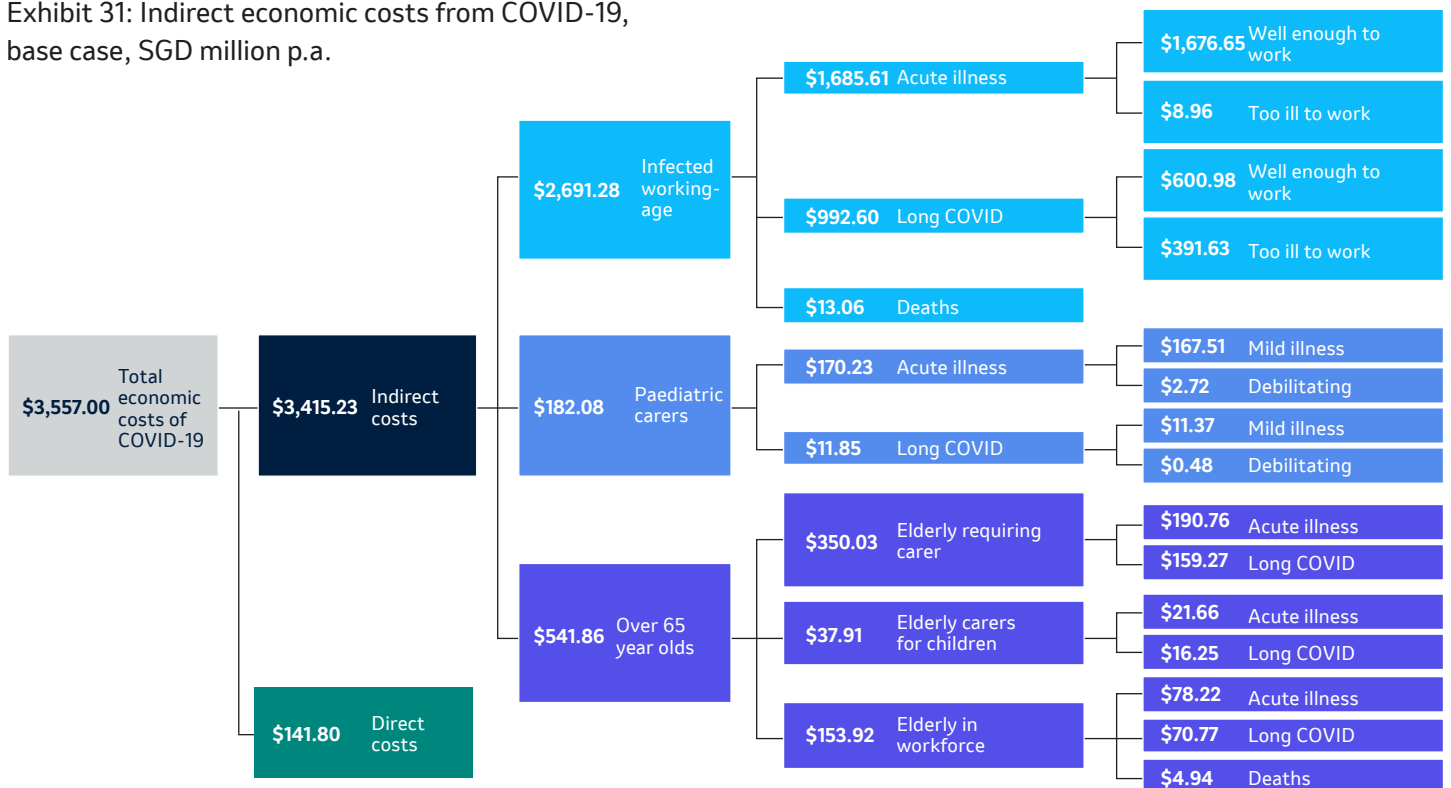 Exhibit 31: Indirect economic costs from COVID-19,
base case, SGD million p.a.
$3,557.00 Total
economic
costs of
COVID-19
$3,415.23 Indirect
costs
$141.80 Direct
costs
$2,691.28 Infected
working-
age
$182.08 Paediatric
carers
$541.86 Over 65
year olds
$1,685.61 Acute illness
$992.60 Long COVID
$13.06 Deaths
$170.23 Acute illness
$11.85 Long COVID
$350.03 Elderly requiring
carer
$37.91 Elderly carers
for children
$153.92 Elderly in
workforce
$1,676.65 Well enough to
work
$8.96 Too ill to work
$600.98 Well enough to
work
$391.63 Too ill to work
$167.51 Mild illness
$2.72 Debilitating
$11.37 Mild illness
$0.48 Debilitating
$190.76 Acute illness
$159.27 Long COVID
$21.66 Acute illness
$16.25 Long COVID
$78.22 Acute illness
$70.77 Long COVID
$4.94 Deaths